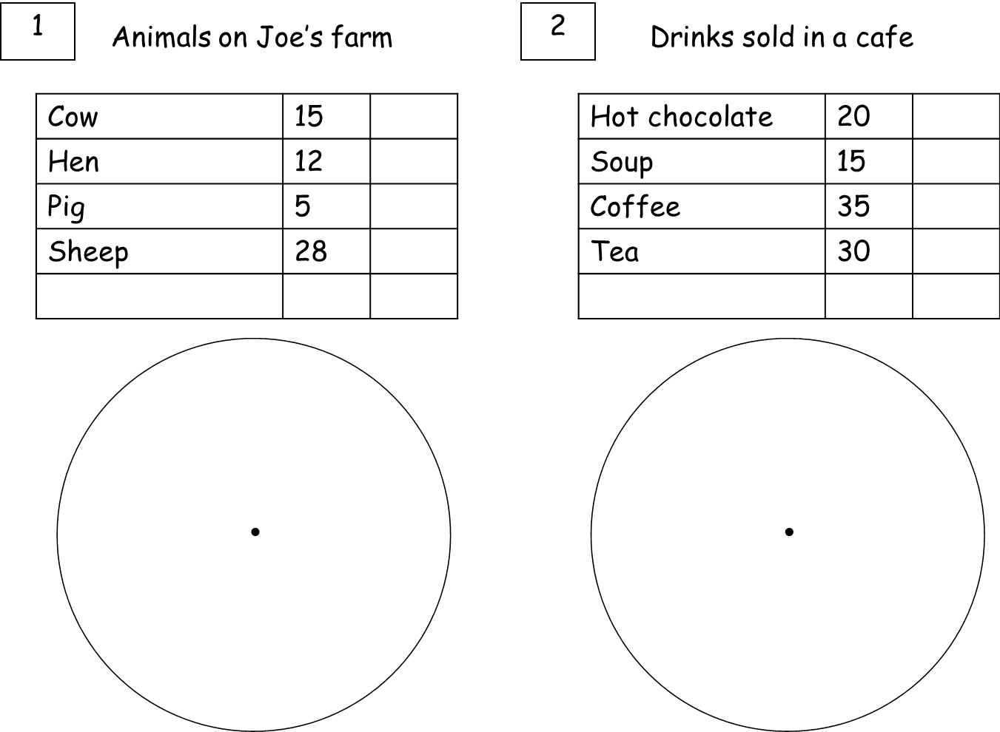 1
Animals on Joe's farm
Cow 15
Hen 12
Pig 5
Sheep 28
2
Drinks sold in a cafe
Hot chocolate 20
Soup 15
Coffee 35
Tea 30